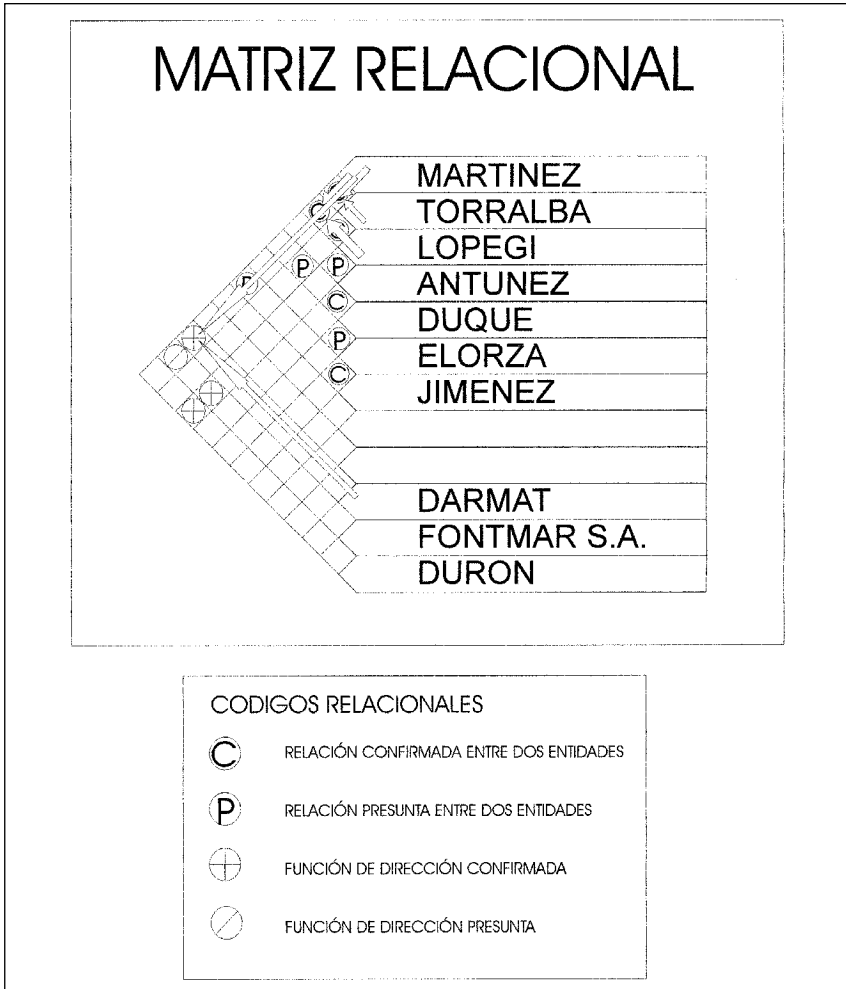 MATRIZ RELACIONAL
MARTINEZ
C TORRALBA
LOPEGI
P P
ANTUNEZ
C
DUQUE
P
ELORZA
C
JIMENEZ
DARMAT
FONTMAR S.A.
DURON
CODIGOS RELACIONALES
C RELACIÓN CONFIRMADA ENTRE DOS ENTIDADES
P RELACIÓN PRESUNTA ENTRE DOS ENTIDADES
FUNCIÓN DE DIRECCIÓN CONFIRMADA
FUNCIÓN DE DIRECCIÓN PRESUNTA